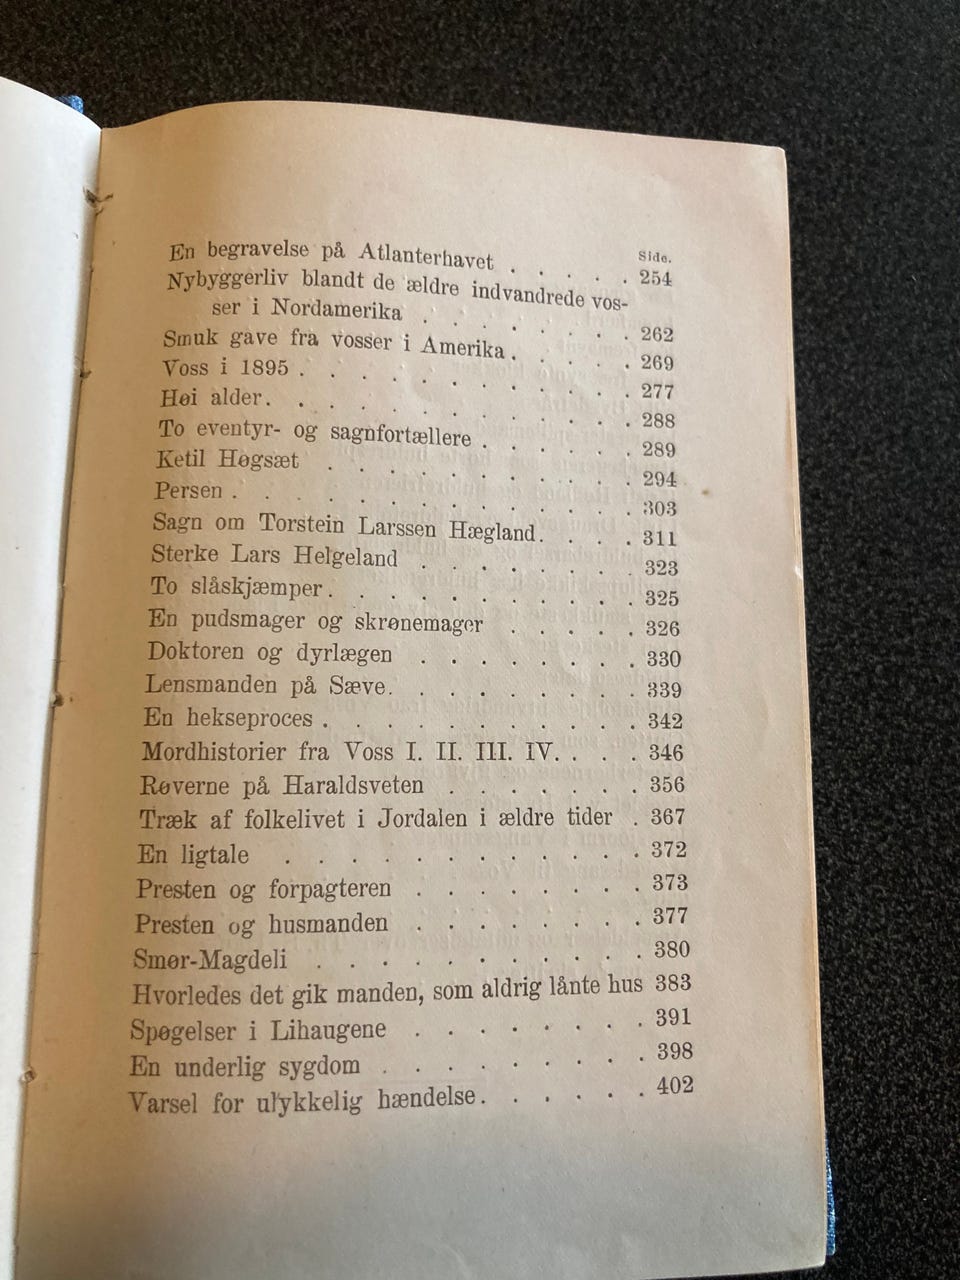 Side.
En begravelse på Atlanterhavet . . . . . 254
Nybyggerliv blandt de ældre indvandrede vos-
ser i Nordamerika . . . . . . . 262
Smuk gave fra vosser i Amerika . . . . . 269
Voss i 1895 . . . . . . . . . . . 277
Høi alder. . . . . . . . . . . . 288
To eventyr- og sagnfortællere . . . . . . 289
Ketil Høgsæt . . . . . . . . . . 294
Persen . . . . . . . . . . . . . 303
Sagn om Torstein Larssen Hægland. . . . 311
Sterke Lars Helgeland . . . . . . . 323
To slåskjæmper. . . . . . . . . . 325
En pudsmager og skrønemager . . . . . 326
Doktoren og dyrlægen . . . . . . . . 330
Lensmanden på Sæve. . . . . . . . . 339
En hekseproces . . . . . . . . . . 342
Mordhistorier fra Voss I. II. III. IV. . . . 346
Røverne på Haraldsveten . . . . . . 356
Træk af folkelivet i Jordalen i ældre tider . 367
En ligtale . . . . . . . . . . . . 372
Presten og forpagteren . . . . . . . . 373
Presten og husmanden . . . . . . . . 377
Smør-Magdeli . . . . . . . . . . . 380
Hvorledes det gik manden, som aldrig lånte hus 383
Spøgelser i Lihaugene . . . . . . . . 391
En underlig sygdom . . . . . . . . . 398
Varsel for ulykkelig hændelse. . . . . . 402